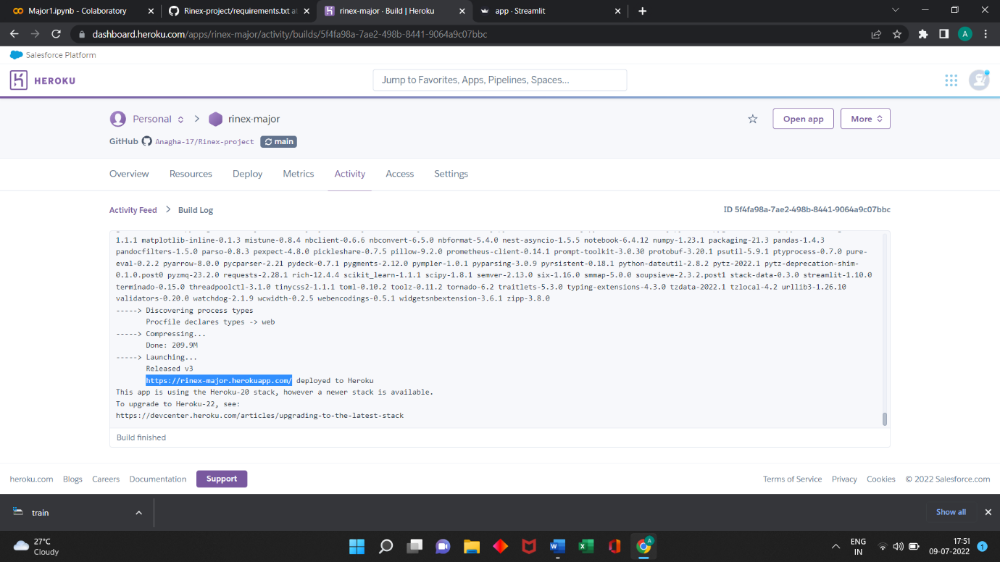 Major1.ipynb - Colaboratory
Rinex-project/requirements.txt at
rinex-major · Build | Heroku
app · Streamlit
dashboard.heroku.com/apps/rinex-major/activity/builds/5f4fa98a-7ae2-498b-8441-9064a9c07bbc
A
Salesforce Platform
HEROKU
Jump to Favorites, Apps, Pipelines, Spaces...
Personal > rinex-major
Open app
More
GitHub Anagha-17/Rinex-project main
Overview Resources Deploy Metrics Activity Access Settings
Activity Feed > Build Log
ID 5f4fa98a-7ae2-498b-8441-9064a9c07bbc
1.1.1 matplotlib-inline-0.1.3 mistune-0.8.4 nbclient-0.6.6 nbconvert-6.5.0 nbformat-5.4.0 nest-asyncio-1.5.5 notebook-6.4.12 numpy-1.23.1 packaging-21.3 pandas-1.4.3
pandocfilters-1.5.0 parso-0.8.3 pexpect-4.8.0 pickleshare-0.7.5 pillow-9.2.0 prometheus-client-0.14.1 prompt-toolkit-3.0.30 protobuf-3.20.1 psutil-5.9.1 ptyprocess-0.7.0 pure-
eval-0.2.2 pyarrow-8.0.0 pycparser-2.21 pydeck-0.7.1 pygments-2.12.0 pympler-1.0.1 pyparsing-3.0.9 pyrsistent-0.18.1 python-dateutil-2.8.2 pytz-2022.1 pytz-deprecation-shim-
0.1.0.post0 pyzmq-23.2.0 requests-2.28.1 rich-12.4.4 scikit_learn-1.1.1 scipy-1.8.1 semver-2.13.0 six-1.16.0 smmap-5.0.0 soupsieve-2.3.2.post1 stack-data-0.3.0 streamlit-1.10.0
terminado-0.15.0 threadpoolctl-3.1.0 tinycss2-1.1.1 toml-0.10.2 toolz-0.11.2 tornado-6.2 traitlets-5.3.0 typing-extensions-4.3.0 tzdata-2022.1 tzlocal-4.2 urllib3-1.26.10
validators-0.20.0 watchdog-2.1.9 wcwidth-0.2.5 webencodings-0.5.1 widgetsnbextension-3.6.1 zipp-3.8.0
-----> Discovering process types
Procfile declares types -> web
-----> Compressing...
Done: 209.9M
-----> Launching...
Released v3
https://rinex-major.herokuapp.com/ deployed to Heroku
This app is using the Heroku-20 stack, however a newer stack is available.
To upgrade to Heroku-22, see:
https://devcenter.heroku.com/articles/upgrading-to-the-latest-stack
Build finished
heroku.com Blogs Careers Documentation Support
Terms of Service Privacy Cookies © 2022 Salesforce.com
train
Show all
27°C
Cloudy
ENG
IN
17:51
09-07-2022
1